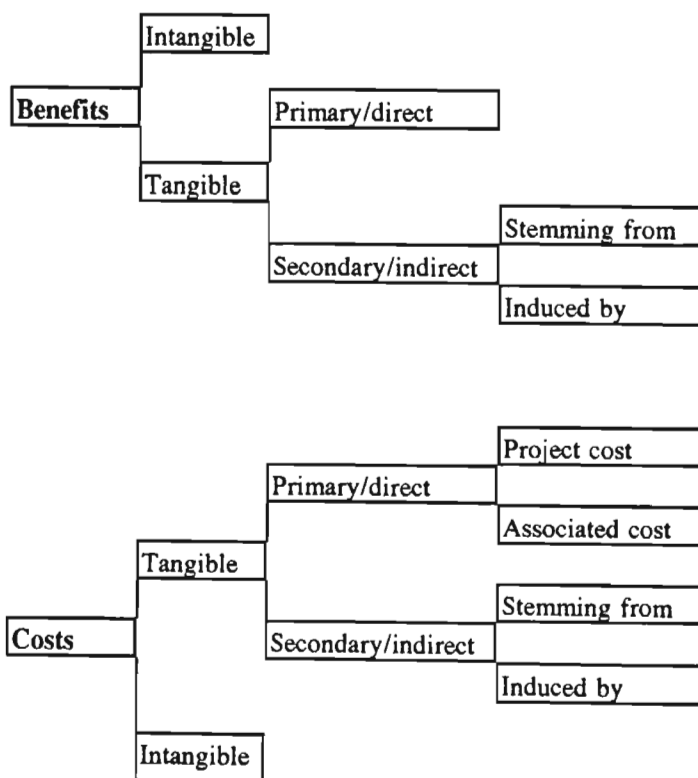 Intangible
Benefits
Primary/direct
Tangible
Stemming from
Secondary/indirect
Induced by
Project cost
Primary/direct
Associated cost
Tangible
Stemming from
Costs
Secondary/indirect
Induced by
Intangible